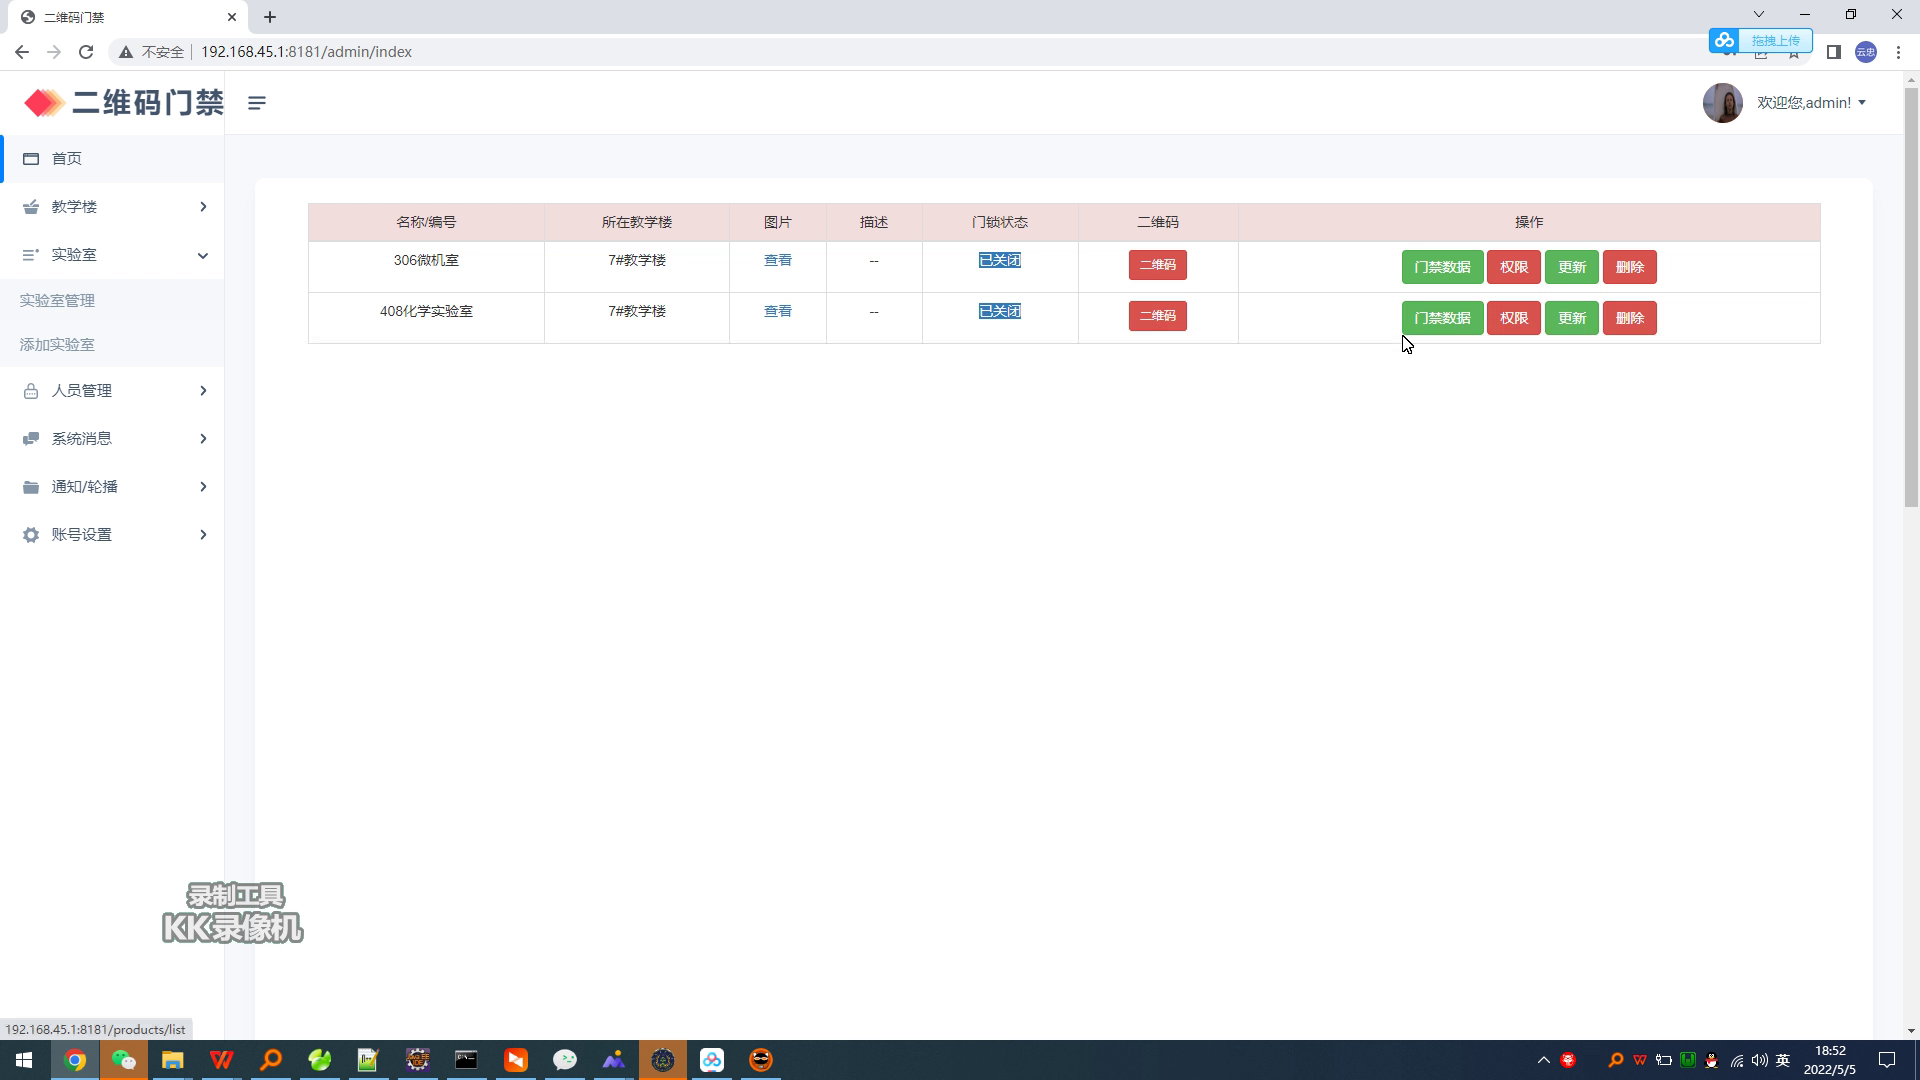 二维码门禁
不安全 192.168.45.1:8181/admin/index
拖拽上传
云忠
二维码门禁
欢迎您,admin!
首页
教学楼
实验室
实验室管理
添加实验室
人员管理
系统消息
通知/轮播
账号设置
名称/编号 所在教学楼 图片 描述 门锁状态 二维码 操作
306微机室 7#教学楼 查看 -- 已关闭 二维码 门禁数据 权限 更新 删除
408化学实验室 7#教学楼 查看 -- 已关闭 二维码 门禁数据 权限 更新 删除
录制工具
KK录像机
192.168.45.1:8181/products/list
英
18:52
2022/5/5